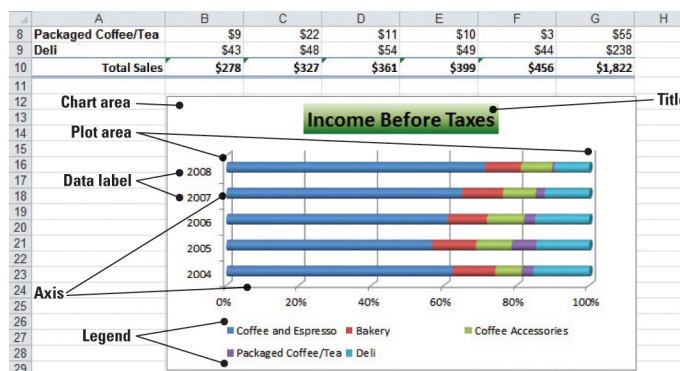 A B C D E F G H
8 Packaged Coffee/Tea $9 $22 $11 $10 $3 $55
9 Deli $43 $48 $54 $49 $44 $238
10 Total Sales $278 $327 $361 $399 $456 $1,822
11
12 Chart area
13 Income Before Taxes Titl
14 Plot area
15
16 2008
17 Data label
18 2007
19
20 2006
21 2005
22
23 2004
24 Axis
25 0% 20% 40% 60% 80% 100%
26
27 Legend Coffee and Espresso Bakery Coffee Accessories
28 Packaged Coffee/Tea Deli
29